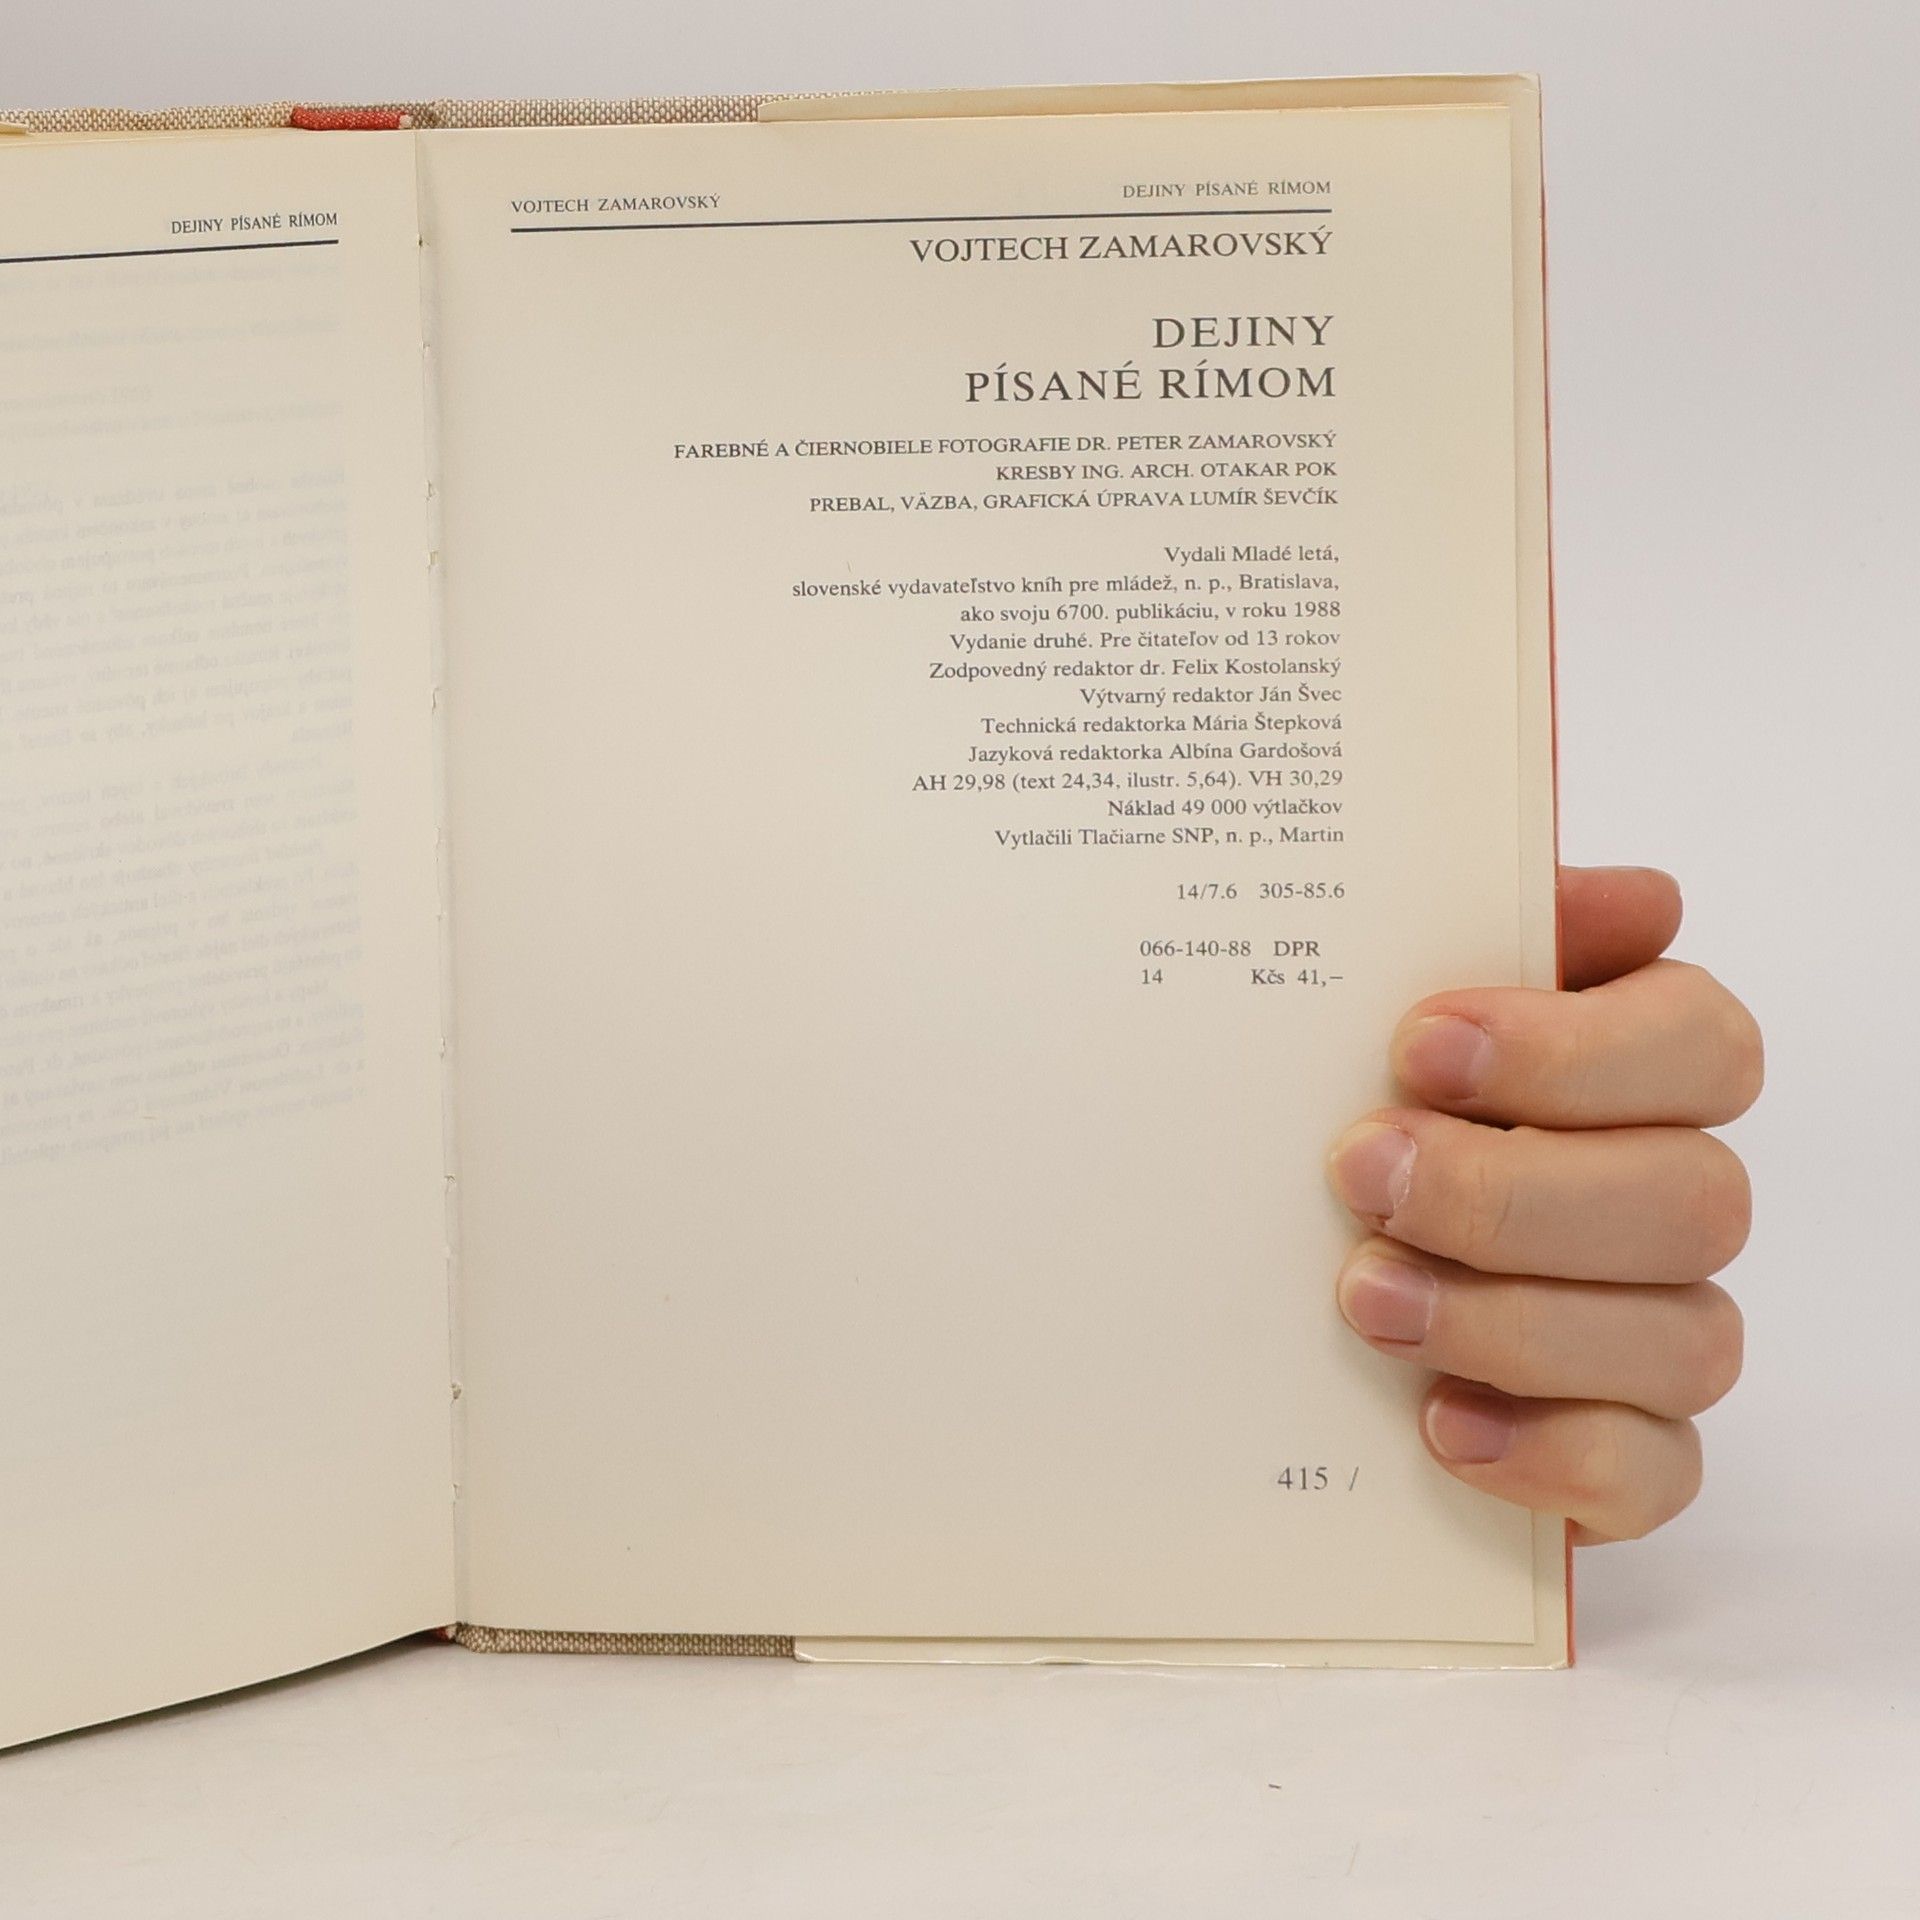 DEJINY PÍSANÉ RÍMOM
VOJTECH ZAMAROVSKÝ
DEJINY PÍSANÉ RÍMOM
VOJTECH ZAMAROVSKÝ
DEJINY
PÍSANÉ RÍMOM
FAREBNÉ A ČIERNOBIELE FOTOGRAFIE DR. PETER ZAMAROVSKÝ
KRESBY ING. ARCH. OTAKAR POK
PREBAL, VÄZBA, GRAFICKÁ ÚPRAVA LUMÍR ŠEVČÍK
Vydali Mladé letá,
slovenské vydavateľstvo kníh pre mládež, n. p., Bratislava,
ako svoju 6700. publikáciu, v roku 1988
Vydanie druhé. Pre čitateľov od 13 rokov
Zodpovedný redaktor dr. Felix Kostolanský
Výtvarný redaktor Ján Švec
Technická redaktorka Mária Štepková
Jazyková redaktorka Albína Gardošová
AH 29,98 (text 24,34, ilustr. 5,64). VH 30,29
Náklad 49 000 výtlačkov
Vytlačili Tlačiarne SNP, n. p., Martin
14/7.6 305-85.6
066-140-88 DPR
14 Kčs 41,–
415 /